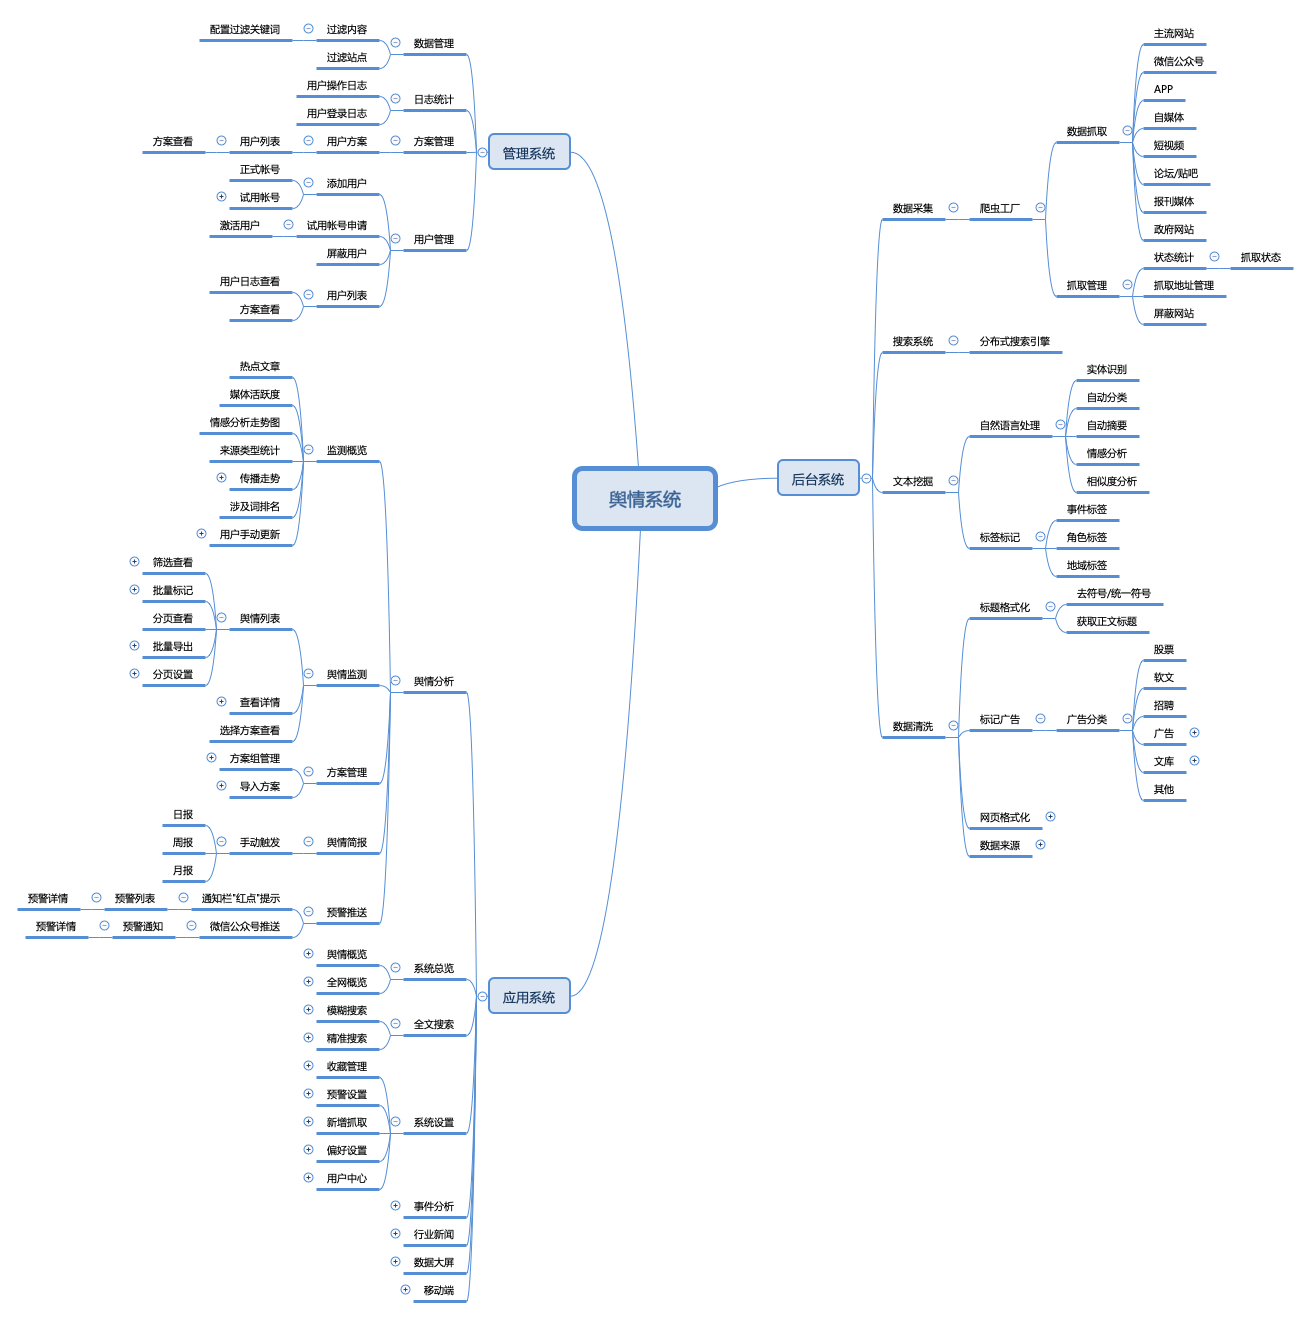 舆情系统
管理系统
数据管理
过滤内容
配置过滤关键词
过滤站点
日志统计
用户操作日志
用户登录日志
方案管理
用户方案
用户列表
方案查看
用户管理
添加用户
正式帐号
试用帐号
试用帐号申请
激活用户
屏蔽用户
用户列表
用户日志查看
方案查看
应用系统
舆情分析
监测概览
热点文章
媒体活跃度
情感分析走势图
来源类型统计
传播走势
涉及词排名
用户手动更新
舆情监测
舆情列表
筛选查看
批量标记
分页查看
批量导出
分页设置
查看详情
选择方案查看
方案管理
方案组管理
导入方案
舆情简报
手动触发
日报
周报
月报
预警推送
通知栏"红点"提示
预警列表
预警详情
微信公众号推送
预警通知
预警详情
系统总览
舆情概览
全网概览
全文搜索
模糊搜索
精准搜索
系统设置
收藏管理
预警设置
新增抓取
偏好设置
用户中心
事件分析
行业新闻
数据大屏
移动端
后台系统
数据采集
爬虫工厂
数据抓取
主流网站
微信公众号
APP
自媒体
短视频
论坛/贴吧
报刊媒体
政府网站
抓取管理
状态统计
抓取状态
抓取地址管理
屏蔽网站
搜索系统
分布式搜索引擎
文本挖掘
自然语言处理
实体识别
自动分类
自动摘要
情感分析
相似度分析
标签标记
事件标签
角色标签
地域标签
数据清洗
标题格式化
去符号/统一符号
获取正文标题
标记广告
广告分类
股票
软文
招聘
广告
文库
其他
网页格式化
数据来源